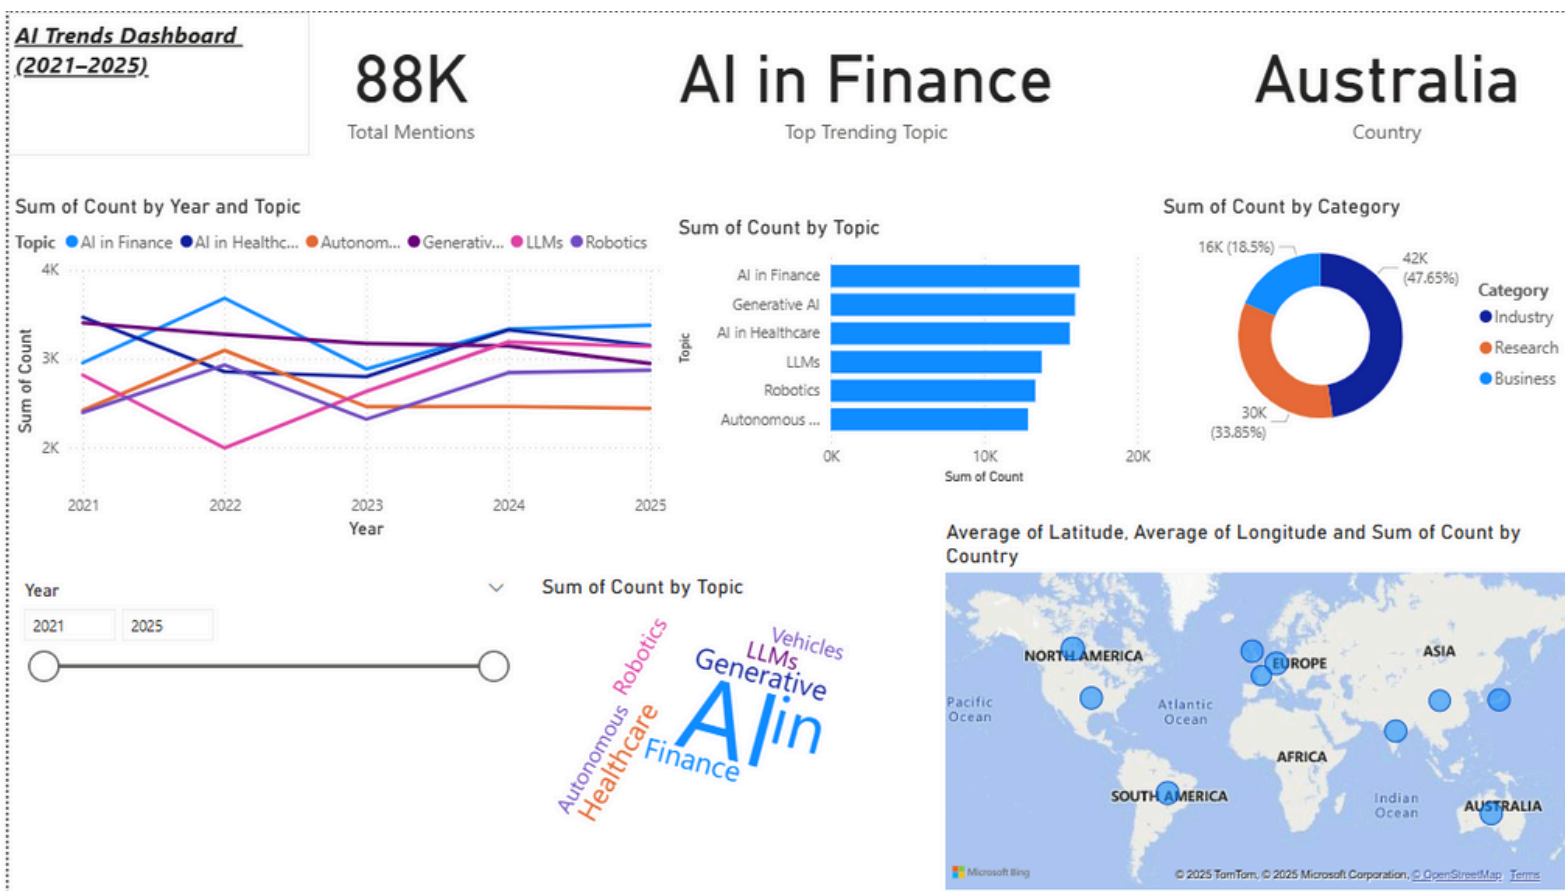 AI Trends Dashboard
(2021–2025)
88K
Total Mentions
AI in Finance
Top Trending Topic
Australia
Country
Sum of Count by Year and Topic
Topic AI in Finance AI in Healthc... Autonom... Generativ... LLMs Robotics
4K
3K
2K
Sum of Count
2021 2022 2023 2024 2025
Year
Sum of Count by Topic
Topic
AI in Finance
Generative AI
AI in Healthcare
LLMs
Robotics
Autonomous ...
0K 10K 20K
Sum of Count
Sum of Count by Category
16K (18.5%)
42K
(47.65%)
30K
(33.85%)
Category
Industry
Research
Business
Year
2021 2025
Sum of Count by Topic
Robotics
Vehicles
LLMs
Generative
AI
in
Finance
Autonomous
Healthcare
Average of Latitude, Average of Longitude and Sum of Count by
Country
NORTH AMERICA
EUROPE
ASIA
Pacific
Ocean
Atlantic
Ocean
AFRICA
SOUTH AMERICA
Indian
Ocean
AUSTRALIA
Microsoft Bing
© 2025 TomTom, © 2025 Microsoft Corporation, © OpenStreetMap Terms